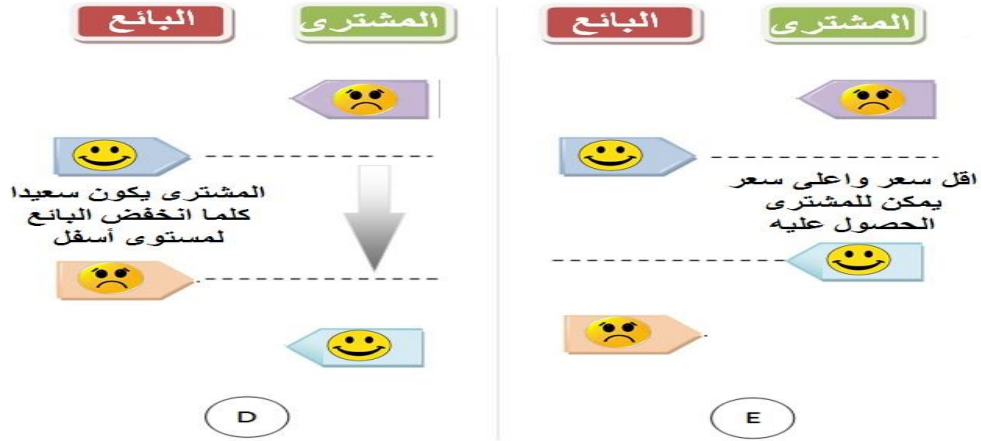 المشترى
البائع
المشترى
البائع
اقل سعر واعلى سعر
يمكن للمشترى
الحصول عليه
المشترى يكون سعيدا
كلما انخفض البائع
لمستوى أسفل
E
D